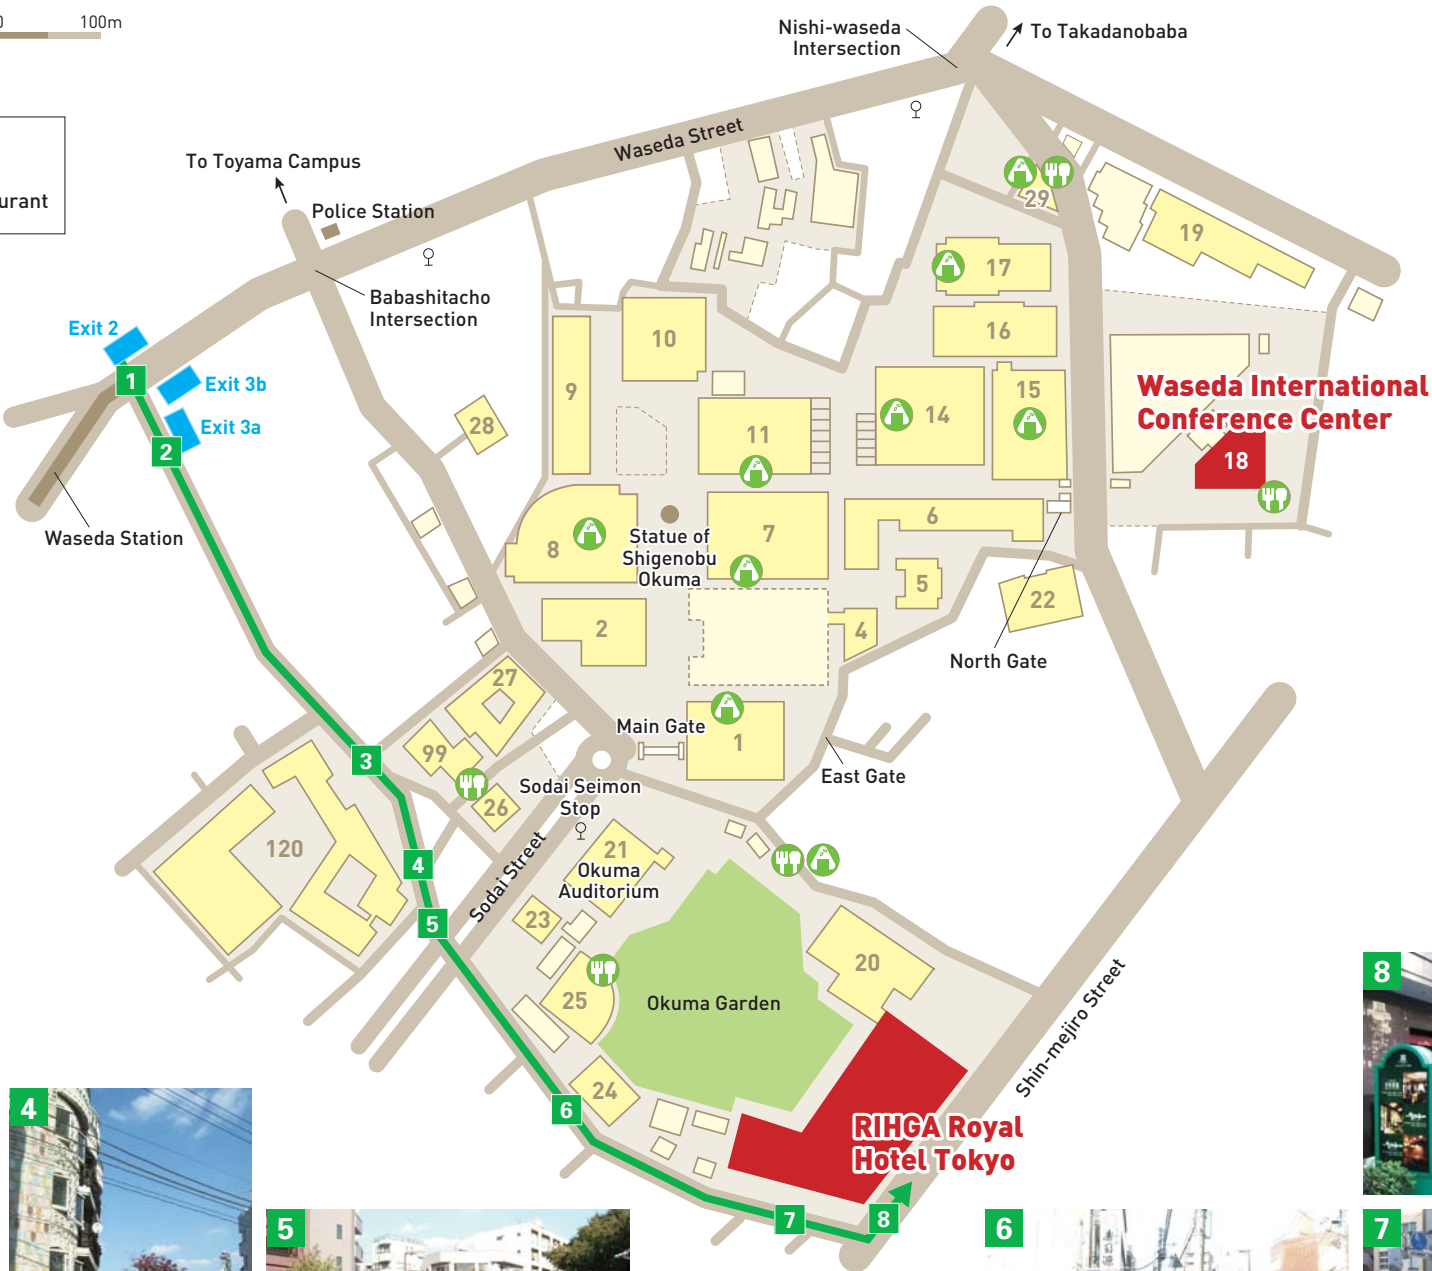 100m
Nishi-waseda
Intersection
To Takadanobaba
Waseda Street
To Toyama Campus
urant
Police Station
29
19
17
Babashitacho
Intersection
Exit 2
16
10
1
Exit 3b
9
15
Waseda International
Conference Center
14
28
11
Exit 3a
2
18
6
7
Waseda Station
Statue of
Shigenobu
Okuma
8
5
22
2
4
North Gate
27
Main Gate
1
99
3
East Gate
Sodai Seimon
Stop
26
120
21
4
Okuma
Auditorium
Sodai Street
23
5
20
8
25
Okuma Garden
Shin-mejiro Street
24
4
6
RIHGA Royal
Hotel Tokyo
7
8
5
6
7